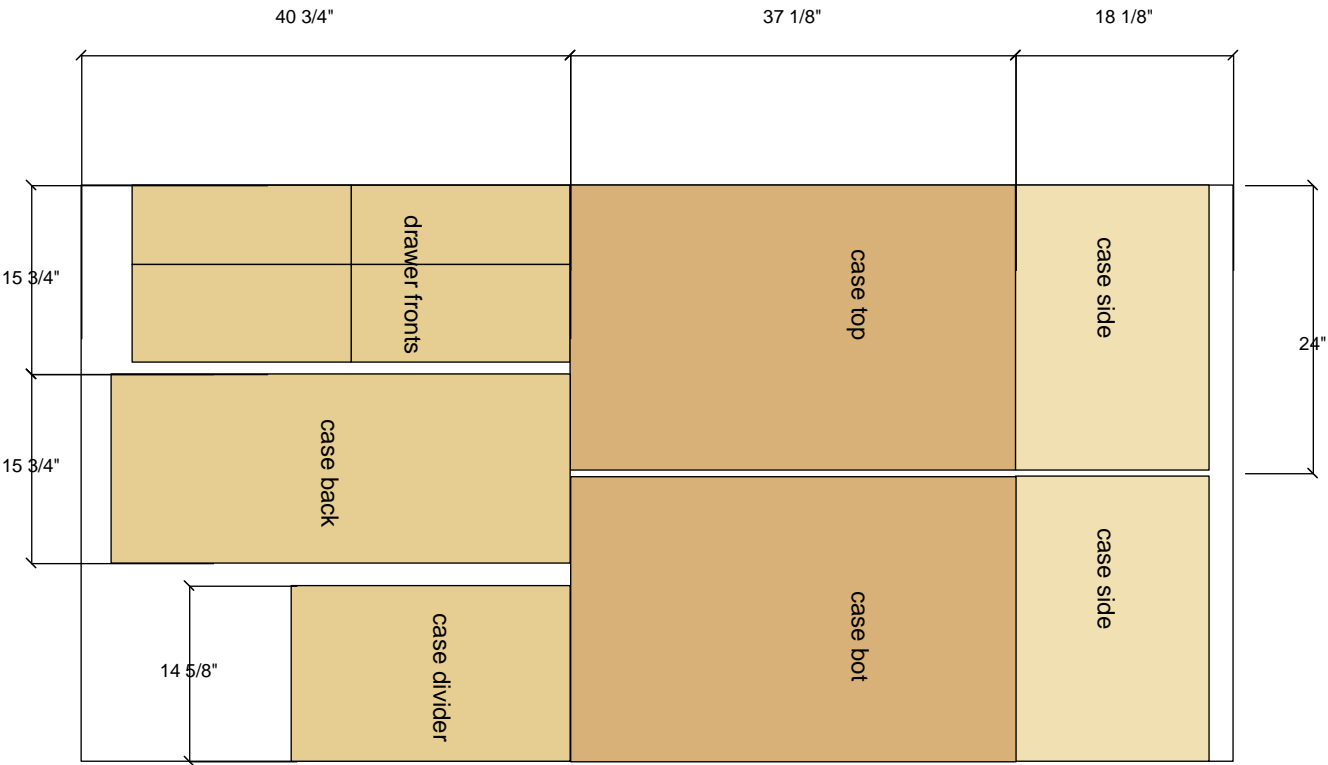 40 3/4"
37 1/8"
18 1/8"
drawer fronts
case top
case side
15 3/4"
24"
case back
15 3/4"
case side
case bot
case divider
14 5/8"